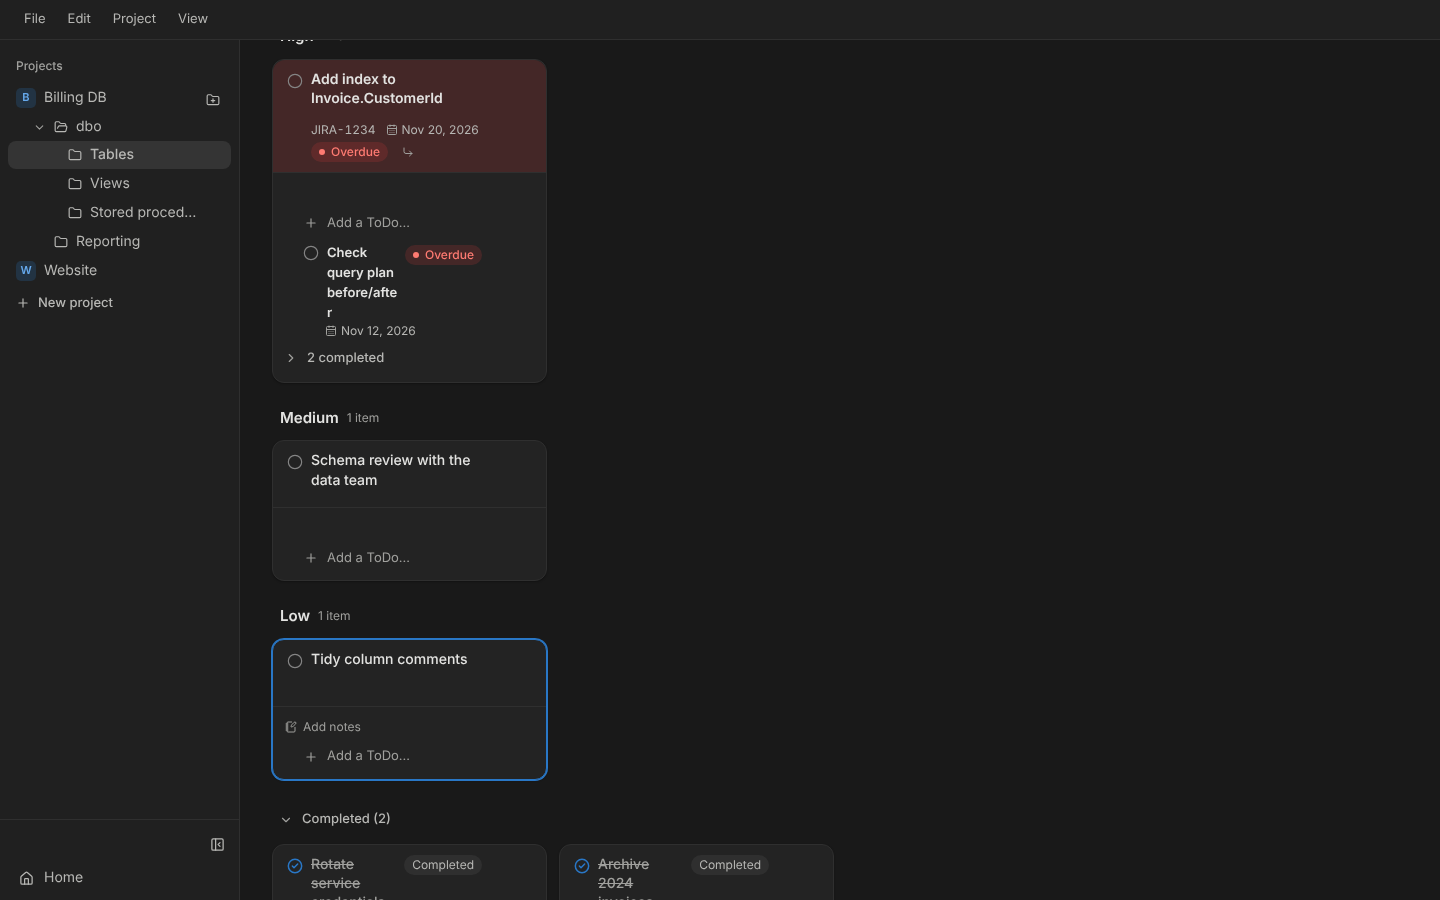 File Edit Project View
Projects
B Billing DB
dbo
Tables
Views
Stored proced...
Reporting
W Website
New project
Home
Add index to
Invoice.CustomerId
JIRA-1234 Nov 20, 2026
Overdue
Add a ToDo...
Check Overdue
query plan
before/afte
r
Nov 12, 2026
2 completed
Medium 1 item
Schema review with the
data team
Add a ToDo...
Low 1 item
Tidy column comments
Add notes
Add a ToDo...
Completed (2)
Rotate Completed
service
credentials
Archive Completed
2024
invoices